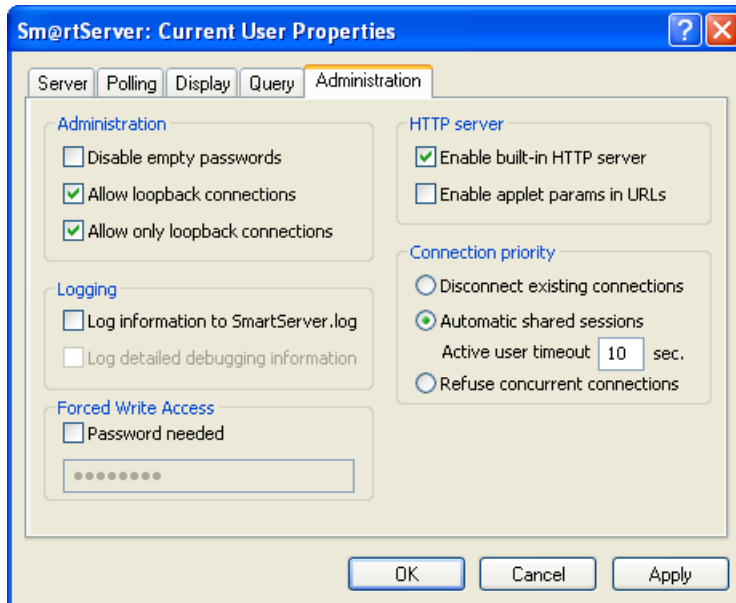 Sm@rtServer: Current User Properties
Server Polling Display Query Administration
Administration
Disable empty passwords
Allow loopback connections
Allow only loopback connections
Logging
Log information to SmartServer.log
Log detailed debugging information
Forced Write Access
Password needed
••••••••
HTTP server
Enable built-in HTTP server
Enable applet params in URLs
Connection priority
Disconnect existing connections
Automatic shared sessions
Active user timeout 10 sec.
Refuse concurrent connections
OK Cancel Apply